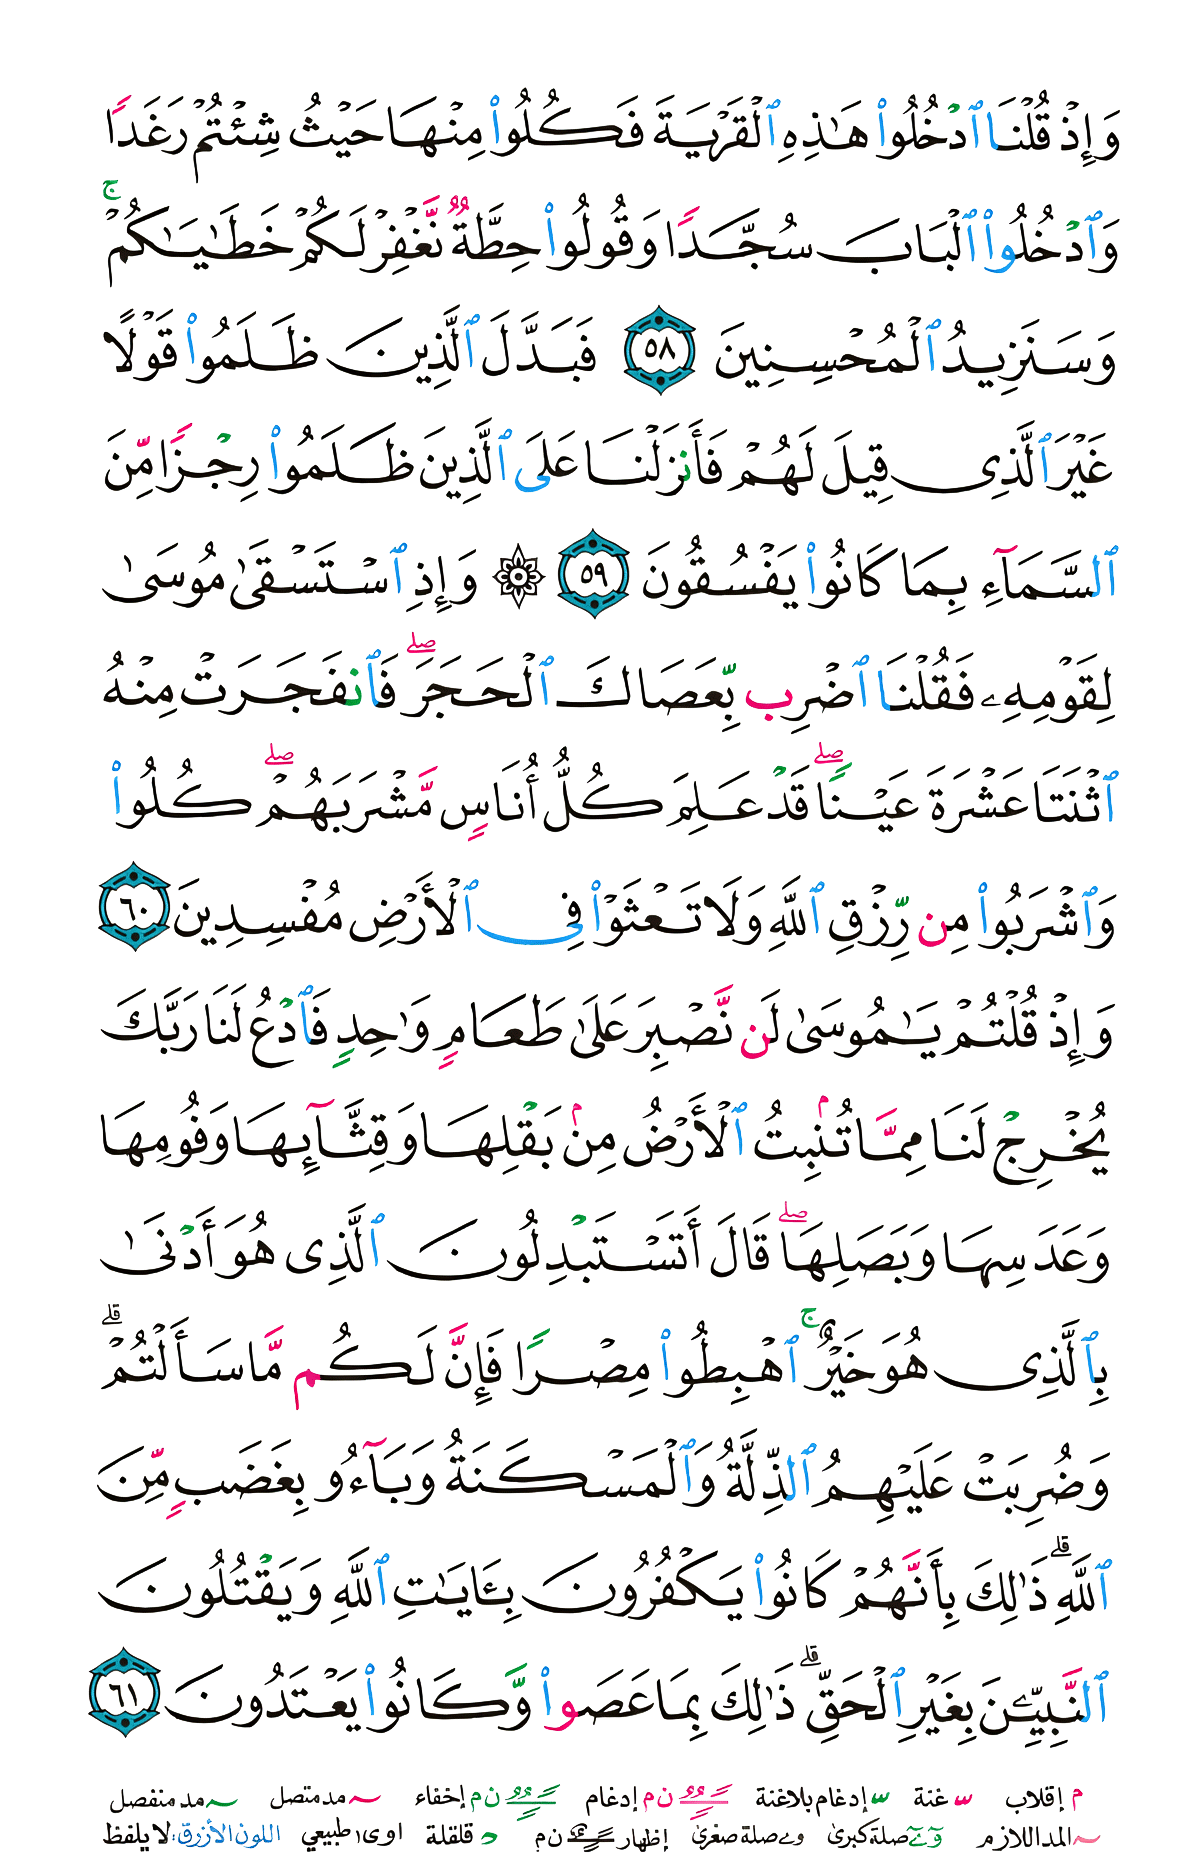 وَإِذْ قُلْنَا ٱدْخُلُوا۟ هَـٰذِهِ ٱلْقَرْيَةَ فَكُلُوا۟ مِنْهَا حَيْثُ شِئْتُمْ رَغَدًا
وَٱدْخُلُوا۟ ٱلْبَابَ سُجَّدًا وَقُولُوا۟ حِطَّةٌ نَّغْفِرْ لَكُمْ خَطَـٰيَـٰكُمْ ۚ
وَسَنَزِيدُ ٱلْمُحْسِنِينَ ٥٨ فَبَدَّلَ ٱلَّذِينَ ظَلَمُوا۟ قَوْلًا
غَيْرَ ٱلَّذِى قِيلَ لَهُمْ فَأَنزَلْنَا عَلَى ٱلَّذِينَ ظَلَمُوا۟ رِجْزًا مِّنَ
ٱلسَّمَآءِ بِمَا كَانُوا۟ يَفْسُقُونَ ٥٩ ۞ وَإِذِ ٱسْتَسْقَىٰ مُوسَىٰ
لِقَوْمِهِۦ فَقُلْنَا ٱضْرِب بِّعَصَاكَ ٱلْحَجَرَ ۖ فَٱنفَجَرَتْ مِنْهُ
ٱثْنَتَا عَشْرَةَ عَيْنًا ۖ قَدْ عَلِمَ كُلُّ أُنَاسٍ مَّشْرَبَهُمْ ۖ كُلُوا۟
وَٱشْرَبُوا۟ مِن رِّزْقِ ٱللَّهِ وَلَا تَعْثَوْا۟ فِى ٱلْأَرْضِ مُفْسِدِينَ ٦٠
وَإِذْ قُلْتُمْ يَـٰمُوسَىٰ لَن نَّصْبِرَ عَلَىٰ طَعَامٍ وَٰحِدٍ فَٱدْعُ لَنَا رَبَّكَ
يُخْرِجْ لَنَا مِمَّا تُنۢبِتُ ٱلْأَرْضُ مِنۢ بَقْلِهَا وَقِثَّآئِهَا وَفُومِهَا
وَعَدَسِهَا وَبَصَلِهَا ۖ قَالَ أَتَسْتَبْدِلُونَ ٱلَّذِى هُوَ أَدْنَىٰ
بِٱلَّذِى هُوَ خَيْرٌ ۚ ٱهْبِطُوا۟ مِصْرًا فَإِنَّ لَكُم مَّا سَأَلْتُمْ ۗ
وَضُرِبَتْ عَلَيْهِمُ ٱلذِّلَّةُ وَٱلْمَسْكَنَةُ وَبَآءُو بِغَضَبٍ مِّنَ
ٱللَّهِ ۗ ذَٰلِكَ بِأَنَّهُمْ كَانُوا۟ يَكْفُرُونَ بِـَٔايَـٰتِ ٱللَّهِ وَيَقْتُلُونَ
ٱلنَّبِيِّـۧنَ بِغَيْرِ ٱلْحَقِّ ۗ ذَٰلِكَ بِمَا عَصَوا۟ وَّكَانُوا۟ يَعْتَدُونَ ٦١
م إقلاب ّ غنة ّ إدغام بلاغنة ًٌٍ ن م إدغام ًٌٍ ن م إخفاء ~ مد متصل ~ مد منفصل
~ المد اللازم وٓ ےٓ صلة كبرى و ے صلة صغرى إظهار ًٌٍ ن م د قلقلة ا و ى ١ طبيعي اللون الأزرق: لا يلفظ